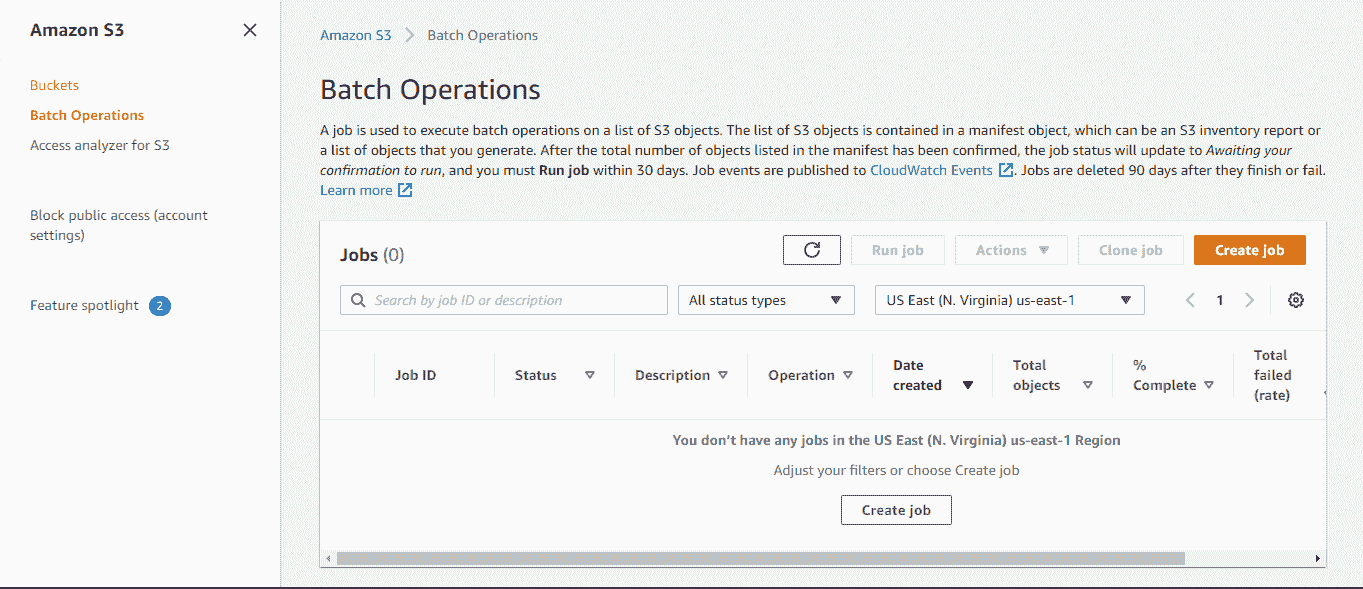 Amazon S3
Buckets
Batch Operations
Access analyzer for S3
Block public access (account
settings)
Feature spotlight 2
Amazon S3 > Batch Operations
Batch Operations
A job is used to execute batch operations on a list of S3 objects. The list of S3 objects is contained in a manifest object, which can be an S3 inventory report or
a list of objects that you generate. After the total number of objects listed in the manifest has been confirmed, the job status will update to Awaiting your
confirmation to run, and you must Run job within 30 days. Job events are published to CloudWatch Events. Jobs are deleted 90 days after they finish or fail.
Learn more
Jobs (0)
Run job
Actions
Clone job
Create job
Search by job ID or description
All status types
US East (N. Virginia) us-east-1
1
Job ID
Status
Description
Operation
Date
created
Total
objects
%
Complete
Total
failed
(rate)
You don't have any jobs in the US East (N. Virginia) us-east-1 Region
Adjust your filters or choose Create job
Create job